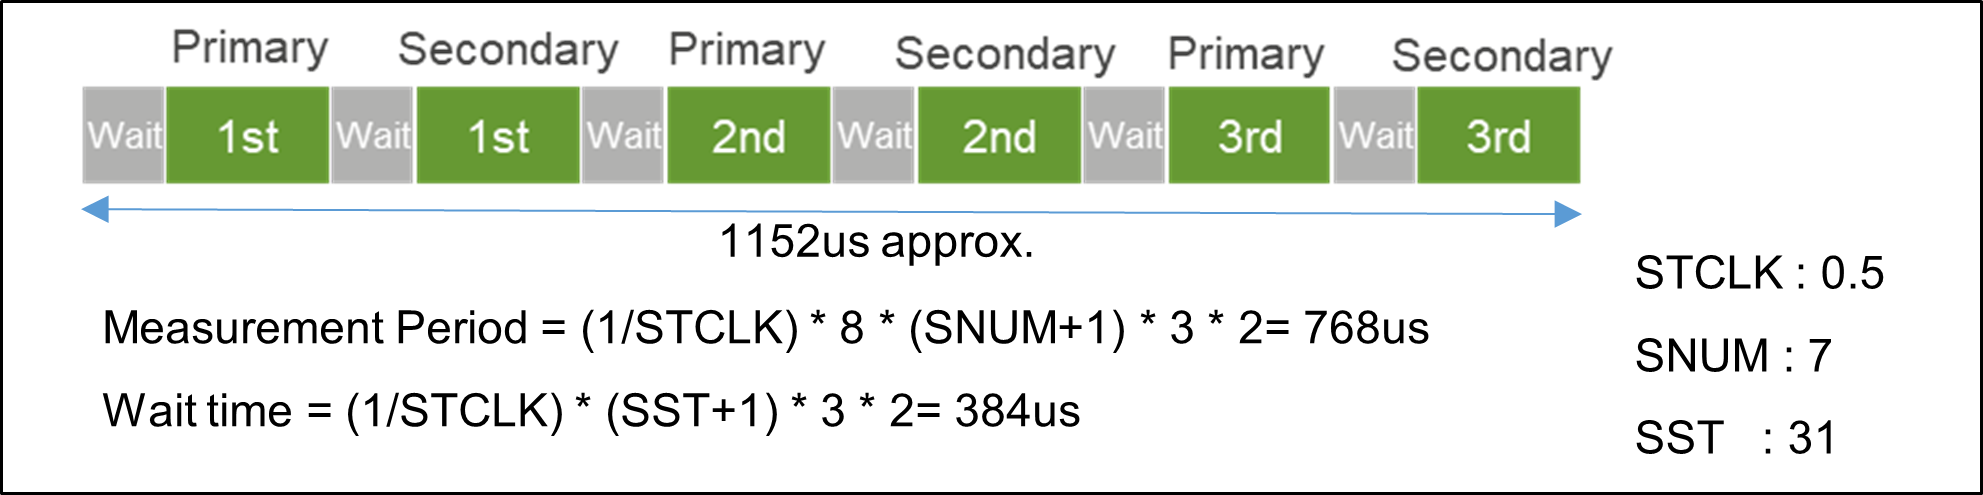 Primary Secondary Primary Secondary Primary Secondary
Wait 1st Wait 1st Wait 2nd Wait 2nd Wait 3rd Wait 3rd
1152us approx.
Measurement Period = (1/STCLK) * 8 * (SNUM+1) * 3 * 2= 768us
Wait time = (1/STCLK) * (SST+1) * 3 * 2= 384us
STCLK : 0.5
SNUM : 7
SST : 31